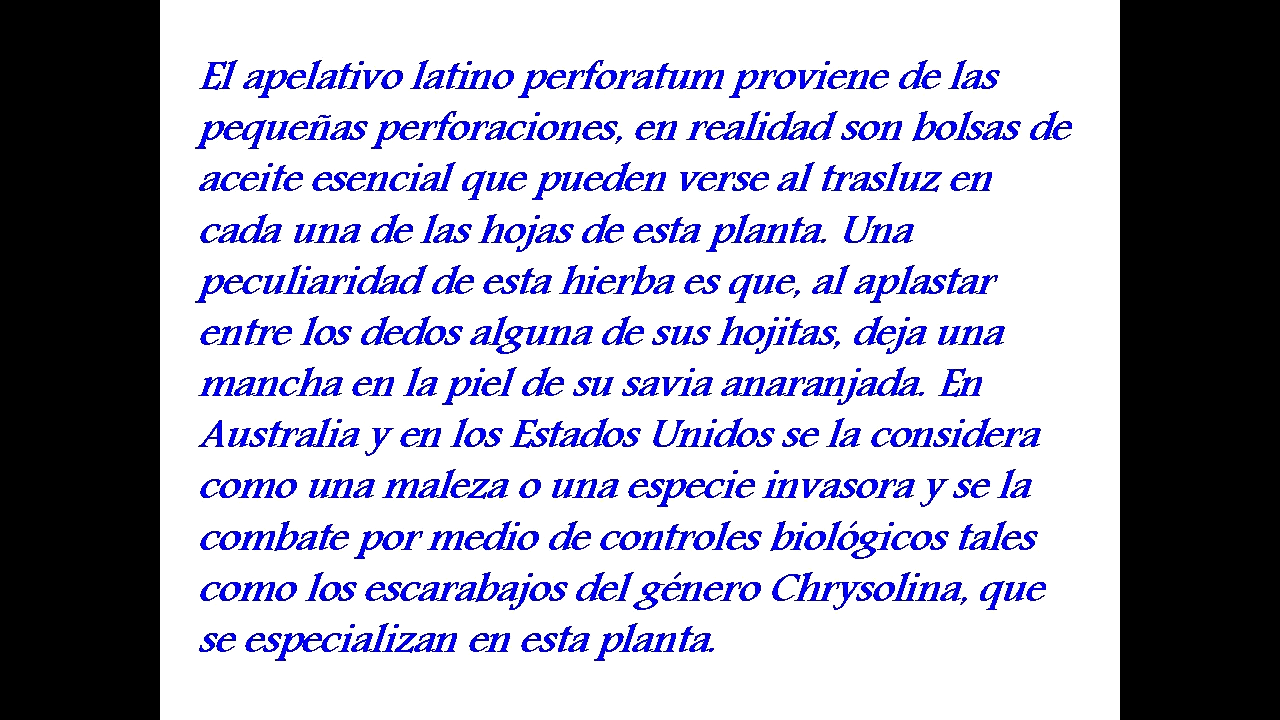 El apelativo latino perforatum proviene de las
pequeñas perforaciones, en realidad son bolsas de
aceite esencial que pueden verse al trasluz en
cada una de las hojas de esta planta. Una
peculiaridad de esta hierba es que, al aplastar
entre los dedos alguna de sus hojitas, deja una
mancha en la piel de su savia anaranjada. En
Australia y en los Estados Unidos se la considera
como una maleza o una especie invasora y se la
combate por medio de controles biológicos tales
como los escarabajos del género Chrysolina, que
se especializan en esta planta.